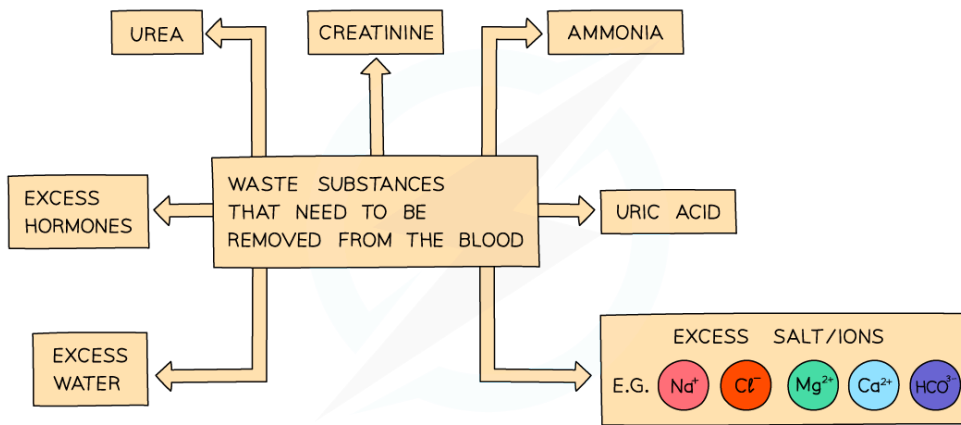 UREA
CREATININE
AMMONIA
WASTE SUBSTANCES
THAT NEED TO BE
REMOVED FROM THE BLOOD
EXCESS
HORMONES
URIC ACID
EXCESS
WATER
EXCESS SALT/IONS
E.G. Na⁺ Cℓ⁻ Mg²⁺ Ca²⁺ HCO³⁻